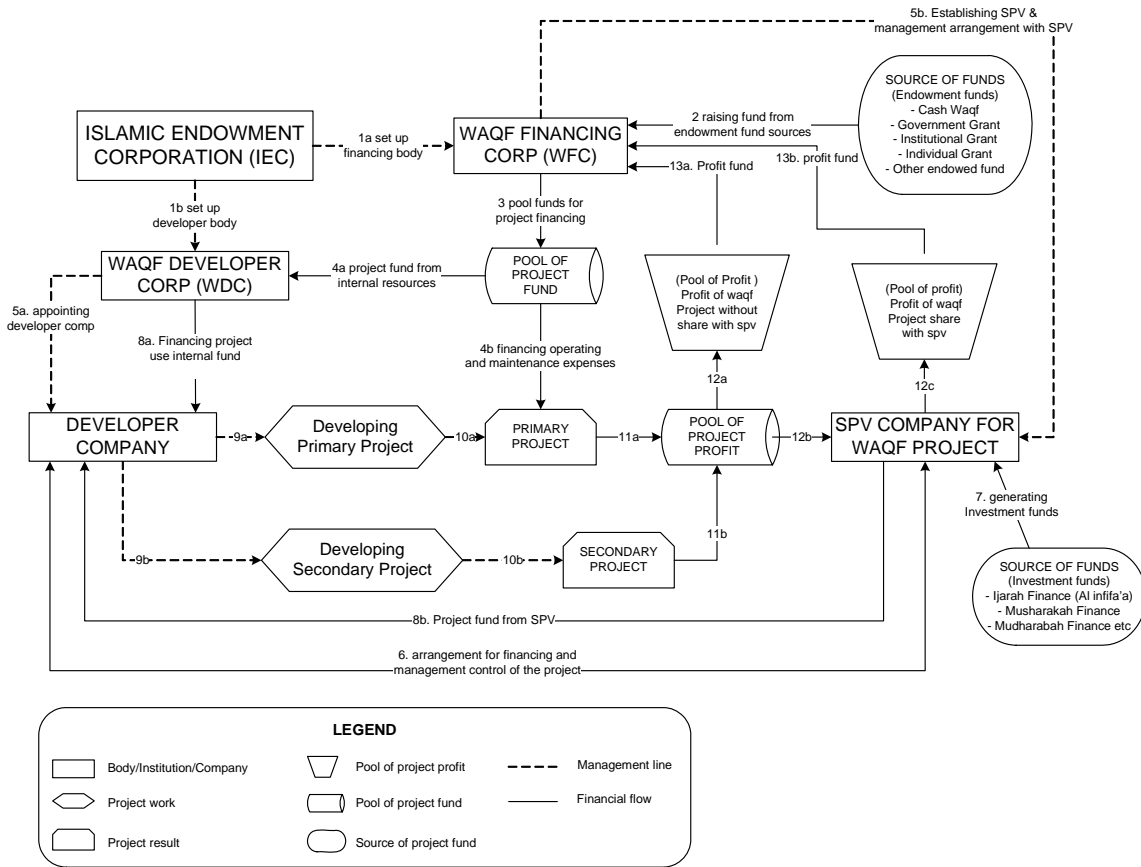 5b. Establishing SPV &
management arrangement with SPV
SOURCE OF FUNDS
(Endowment funds)
- Cash Waqf
- Government Grant
- Institutional Grant
- Individual Grant
- Other endowed fund
ISLAMIC ENDOWMENT
CORPORATION (IEC)
1a set up
financing body
WAQF FINANCING
CORP (WFC)
2 raising fund from
endowment fund sources
13b. profit fund
13a. Profit fund
1b set up
developer body
3 pool funds for
project financing
WAQF DEVELOPER
CORP (WDC)
4a project fund from
internal resources
POOL OF
PROJECT
FUND
(Pool of Profit )
Profit of waqf
Project without
share with spv
(Pool of profit)
Profit of waqf
Project share
with spv
5a. appointing
developer comp
8a. Financing project
use internal fund
4b financing operating
and maintenance expenses
12a
12c
DEVELOPER
COMPANY
9a
Developing
Primary Project
10a
PRIMARY
PROJECT
11a
POOL OF
PROJECT
PROFIT
12b
SPV COMPANY FOR
WAQF PROJECT
7. generating
Investment funds
11b
9b
Developing
Secondary Project
10b
SECONDARY
PROJECT
SOURCE OF FUNDS
(Investment funds)
- Ijarah Finance (Al infifa'a)
- Musharakah Finance
- Mudharabah Finance etc
8b. Project fund from SPV
6. arrangement for financing and
management control of the project
LEGEND
Body/Institution/Company
Pool of project profit
Management line
Project work
Pool of project fund
Financial flow
Project result
Source of project fund